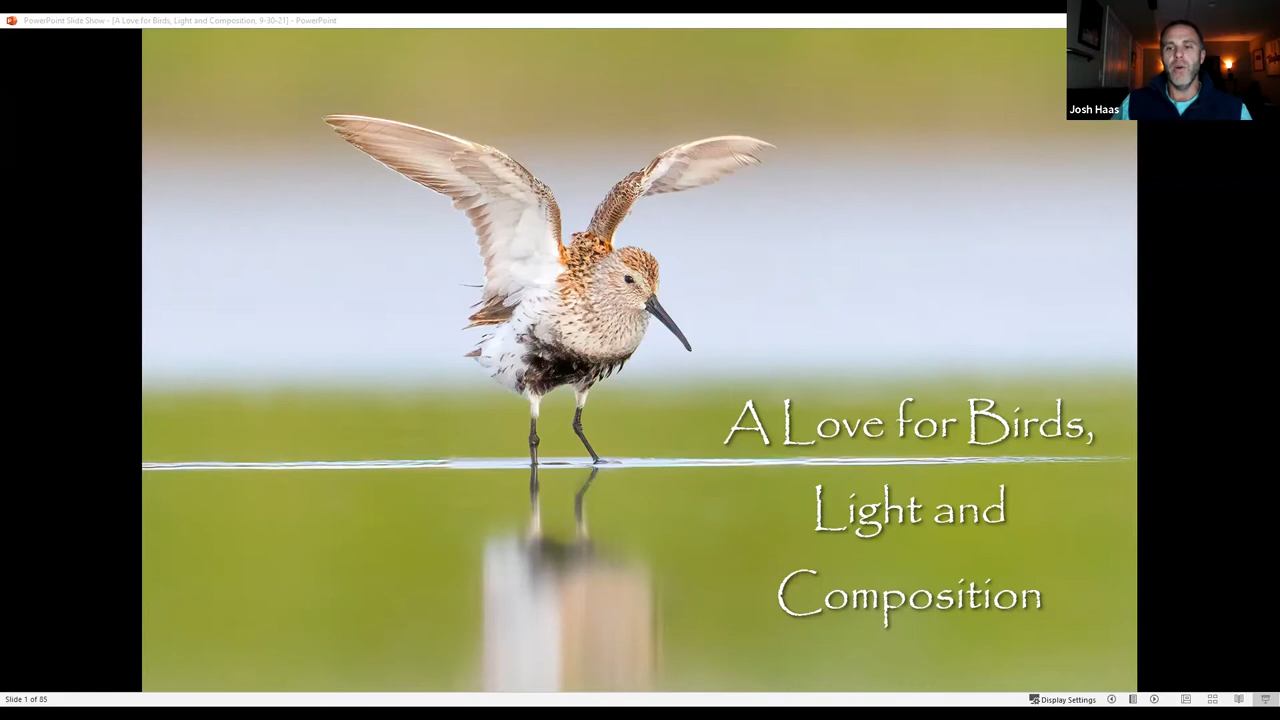 PowerPoint Slide Show - [A Love for Birds, Light and Composition, 9-30-21] - PowerPoint
Josh Haas
A Love for Birds,
Light and
Composition
Slide 1 of 85
Display Settings